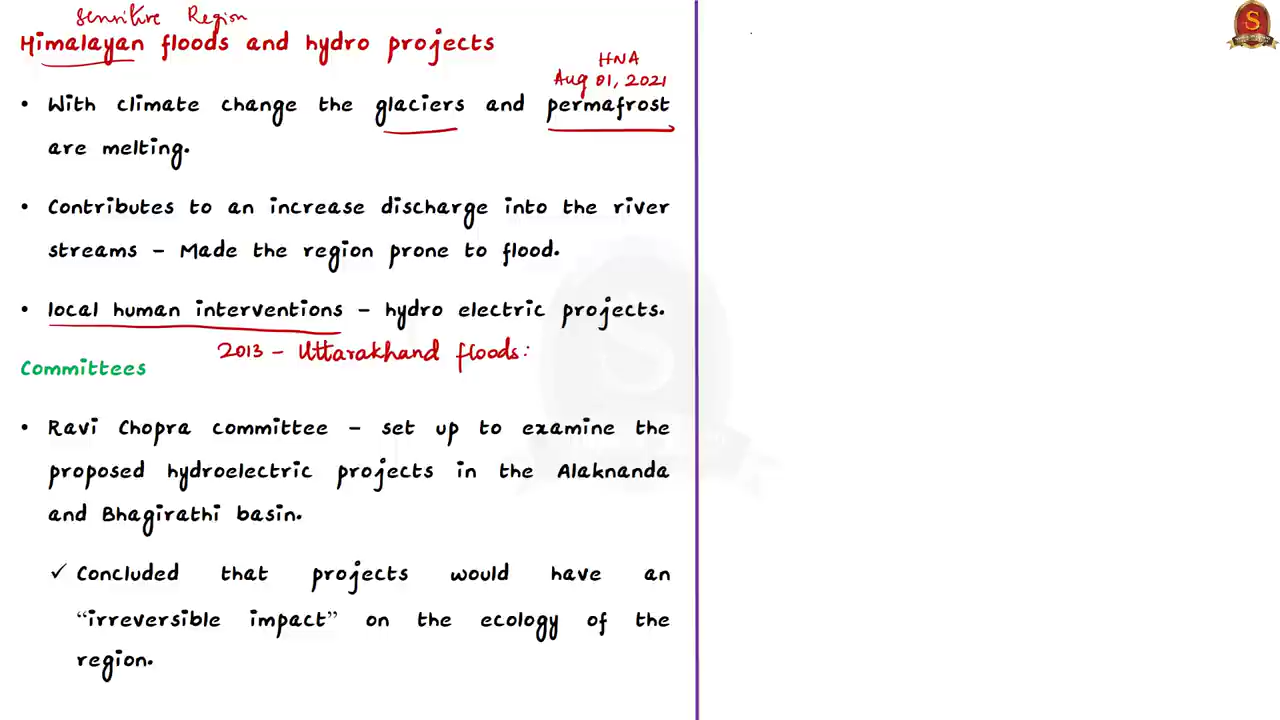 Sensitive Region
Himalayan floods and hydro projects
HNA
Aug 01, 2021
• With climate change the glaciers and permafrost
are melting.
• Contributes to an increase discharge into the river
streams – Made the region prone to flood.
• local human interventions – hydro electric projects.
2013 – Uttarakhand floods:
Committees
• Ravi Chopra committee – set up to examine the
proposed hydroelectric projects in the Alaknanda
and Bhagirathi basin.
✓ Concluded that projects would have an
“irreversible impact” on the ecology of the
region.
S